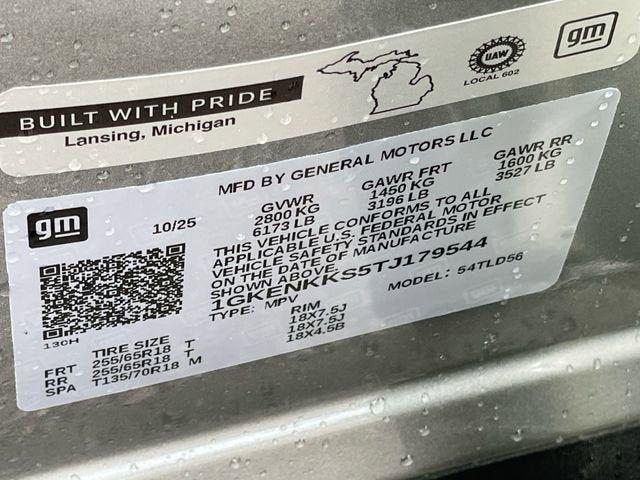 BUILT WITH PRIDE
Lansing, Michigan
UAW
LOCAL 602
gm
gm
MFD BY GENERAL MOTORS LLC
10/25
GVWR GAWR FRT GAWR RR
2800 KG 1450 KG 1600 KG
6173 LB 3196 LB 3527 LB
THIS VEHICLE CONFORMS TO ALL
APPLICABLE U.S. FEDERAL MOTOR
VEHICLE SAFETY STANDARDS IN EFFECT
ON THE DATE OF MANUFACTURE
SHOWN ABOVE.
1GKENKKS5TJ179544
TYPE: MPV MODEL: 54TLD56
130H
TIRE SIZE RIM
FRT 255/65R18 T 18X7.5J
RR 255/65R18 T 18X7.5J
SPA T135/70R18 M 18X4.5B